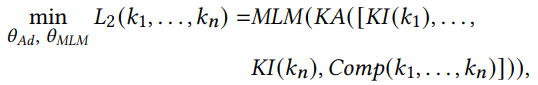 min L₂(k₁, . . . , kₙ) =MLM(KA([KI(k₁), . . . ,
θ_Ad, θ_MLM
KI(kₙ), Comp(k₁, . . . , kₙ)])),